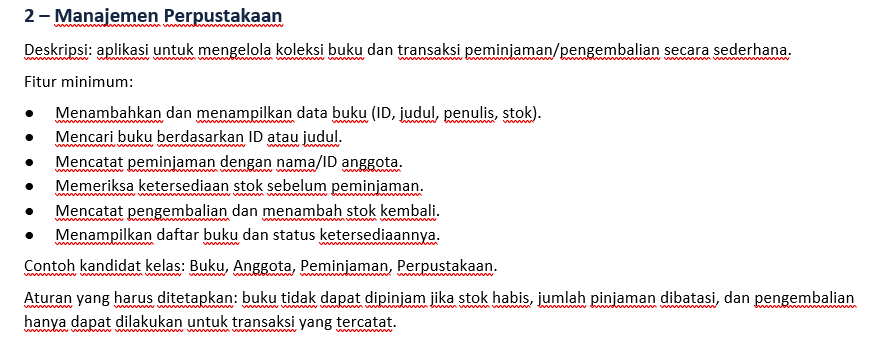 2 – Manajemen Perpustakaan
Deskripsi: aplikasi untuk mengelola koleksi buku dan transaksi peminjaman/pengembalian secara sederhana.
Fitur minimum:
● Menambahkan dan menampilkan data buku (ID, judul, penulis, stok).
● Mencari buku berdasarkan ID atau judul.
● Mencatat peminjaman dengan nama/ID anggota.
● Memeriksa ketersediaan stok sebelum peminjaman.
● Mencatat pengembalian dan menambah stok kembali.
● Menampilkan daftar buku dan status ketersediaannya.
Contoh kandidat kelas: Buku, Anggota, Peminjaman, Perpustakaan.
Aturan yang harus ditetapkan: buku tidak dapat dipinjam jika stok habis, jumlah pinjaman dibatasi, dan pengembalian
hanya dapat dilakukan untuk transaksi yang tercatat.